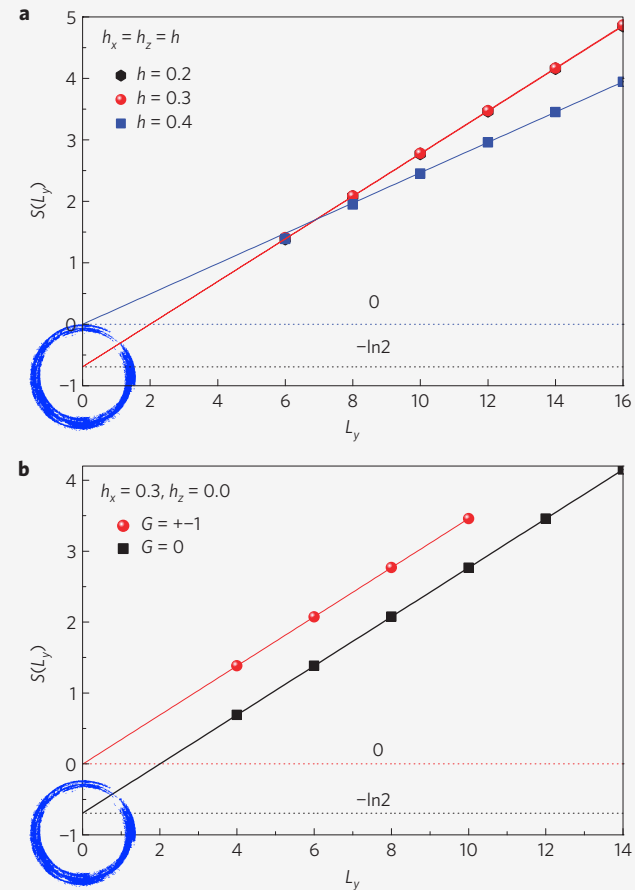 a
5
h_x = h_z = h
h = 0.2
4
h = 0.3
h = 0.4
3
S(L_y)
2
1
0
0
−ln2
−1
0 2 4 6 8 10 12 14 16
L_y
b
4
h_x = 0.3, h_z = 0.0
G = +−1
G = 0
3
S(L_y)
2
1
0
0
−ln2
−1
0 2 4 6 8 10 12 14
L_y